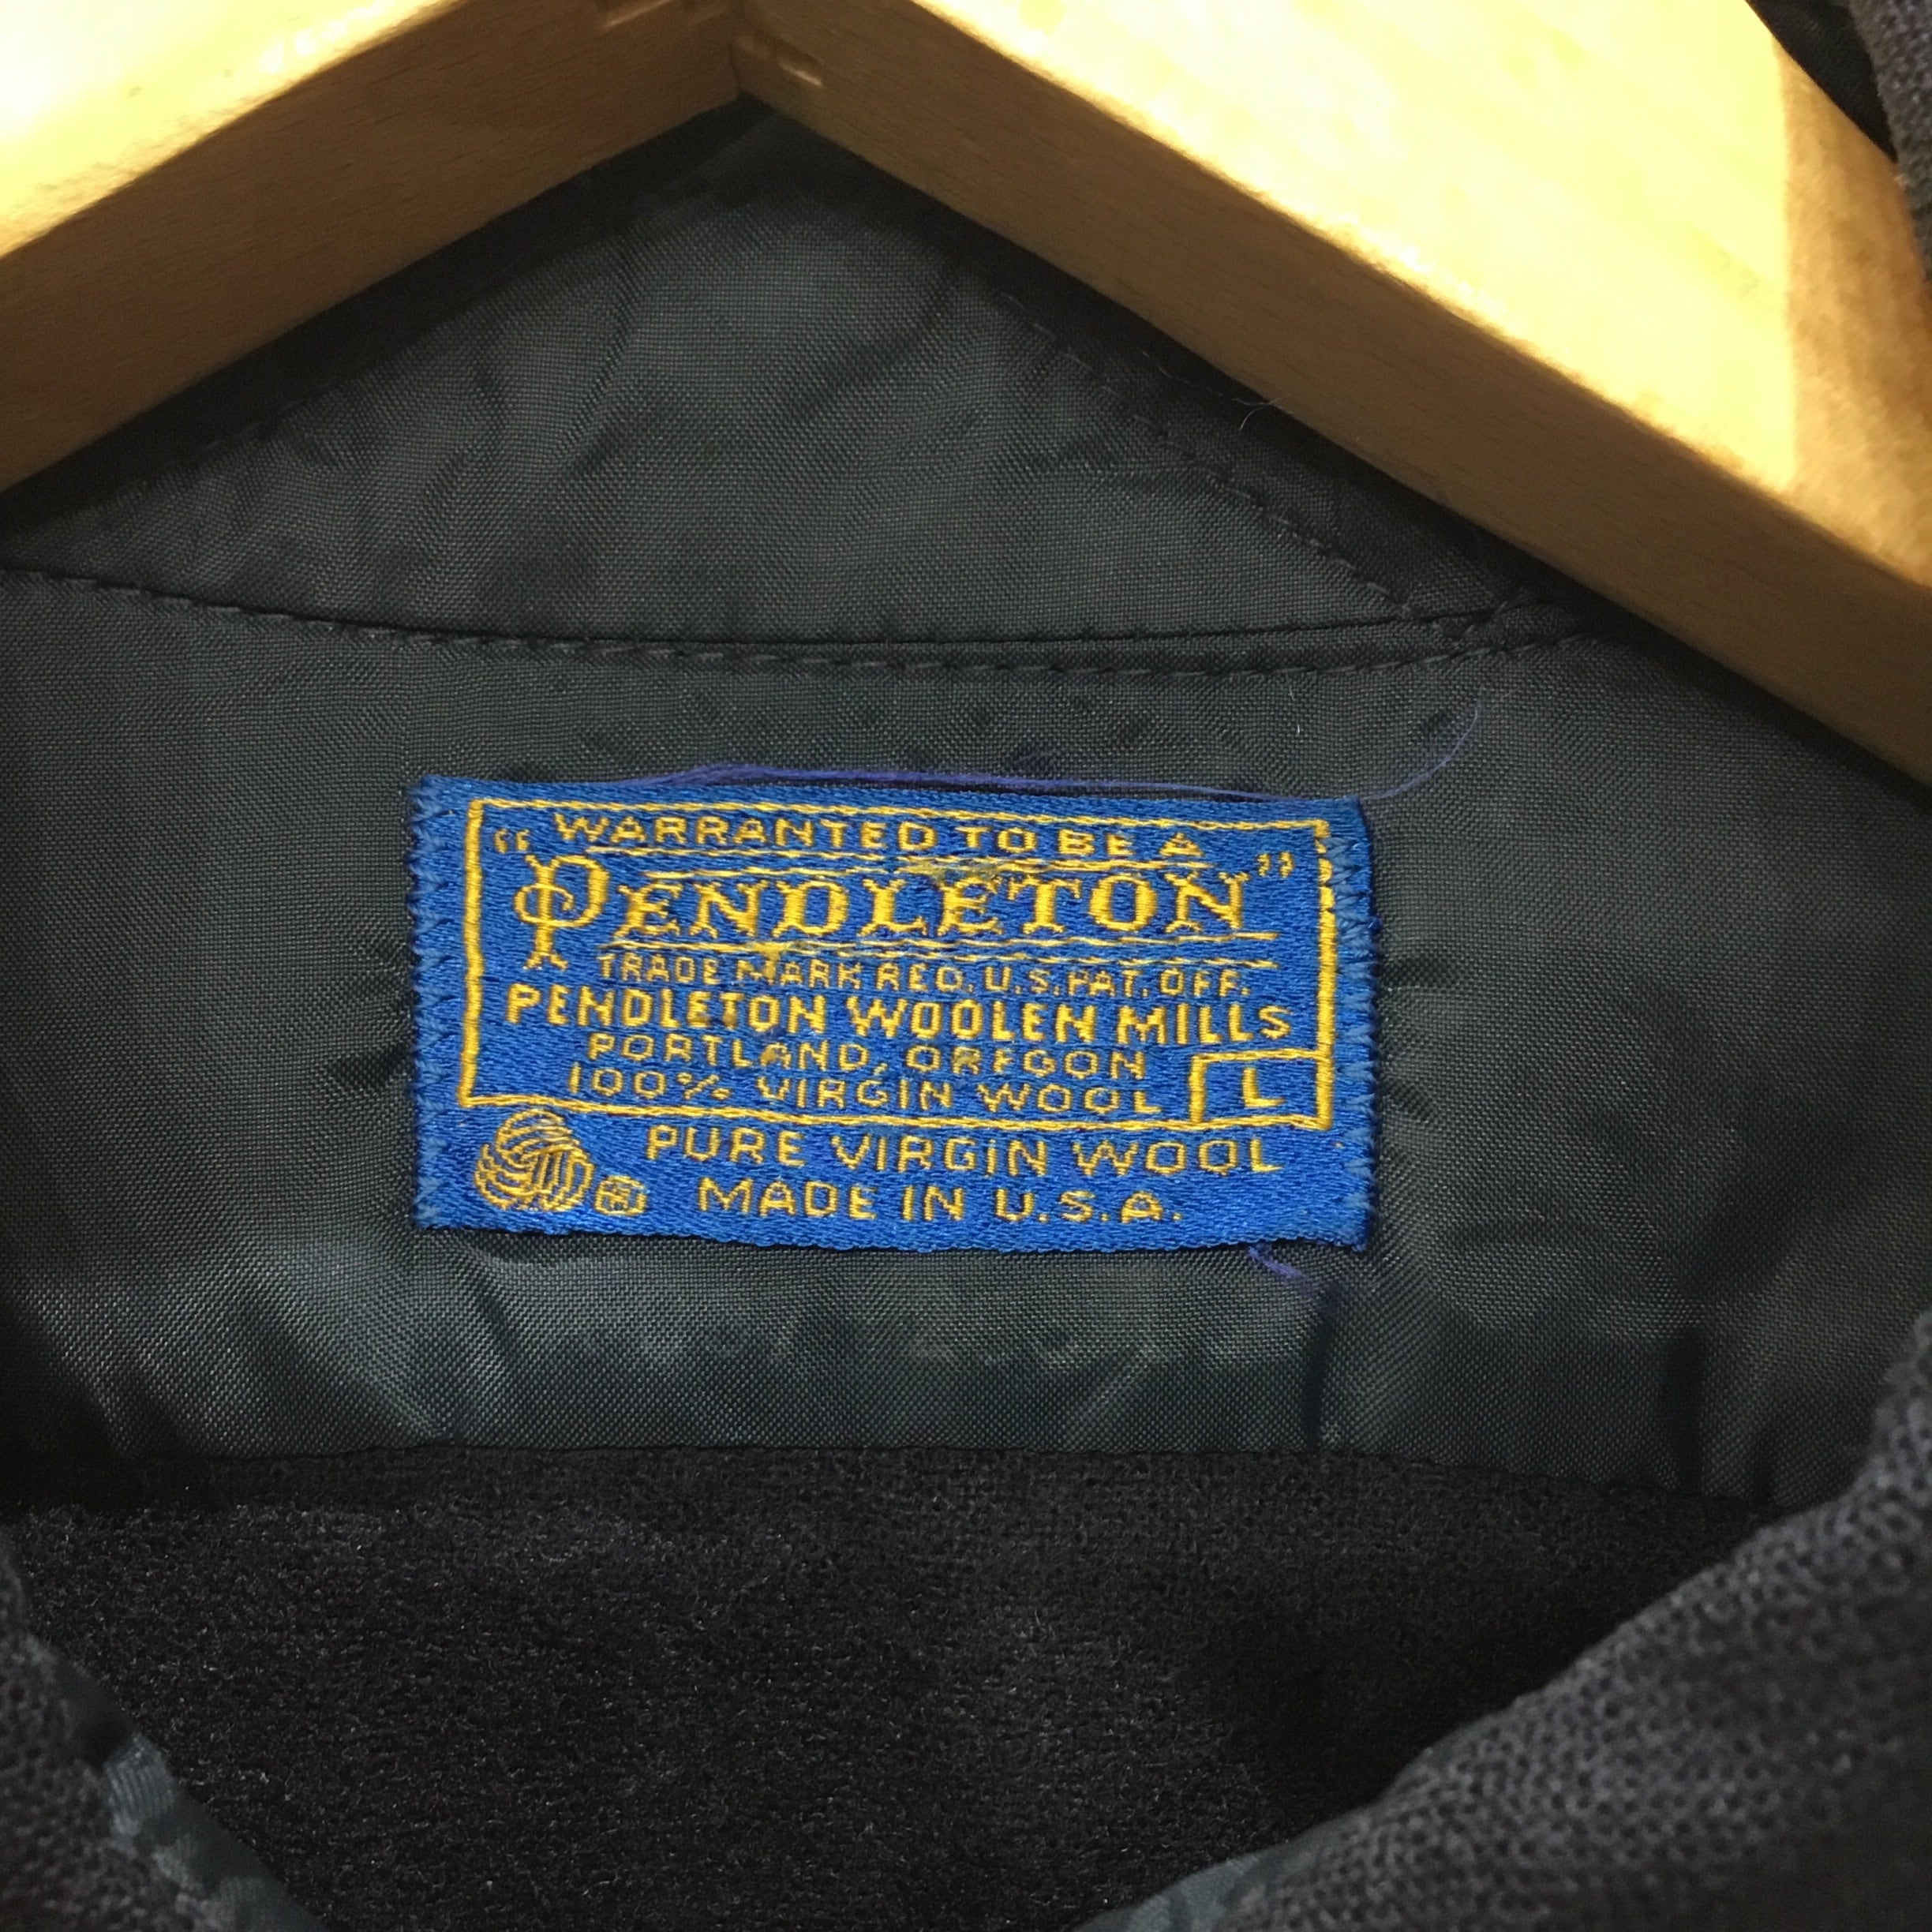 WARRANTED TO BE A
"PENDLETON"
TRADE MARK REG. U.S. PAT. OFF.
PENDLETON WOOLEN MILLS
PORTLAND, OREGON
100% VIRGIN WOOL L
PURE VIRGIN WOOL
® MADE IN U.S.A.